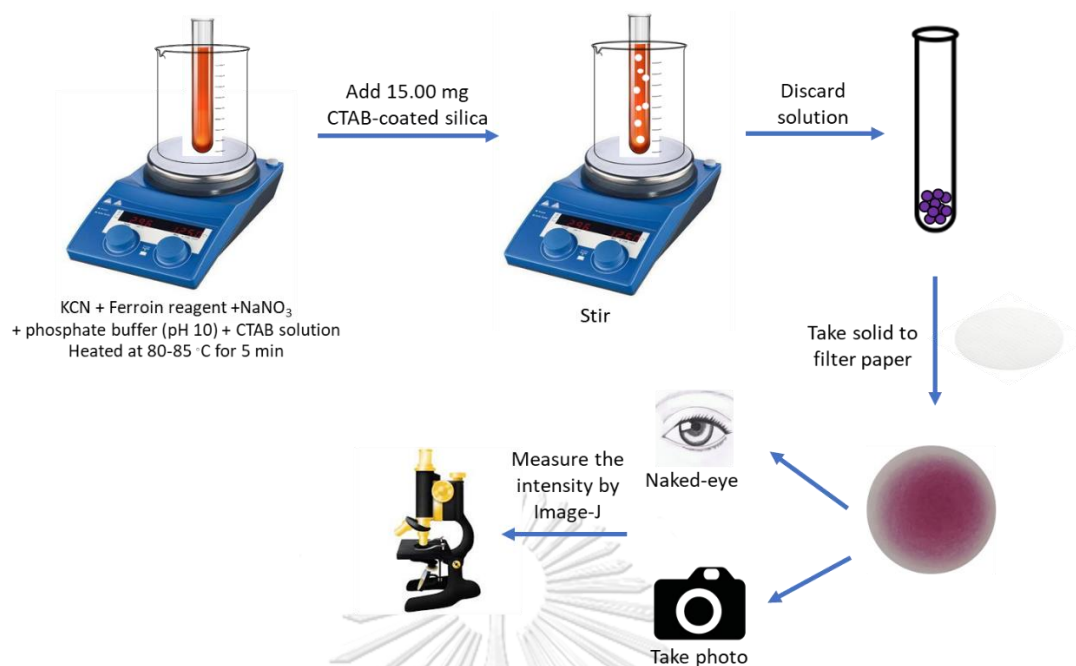 Add 15.00 mg
CTAB-coated silica
Discard
solution
KCN + Ferroin reagent +NaNO₃
+ phosphate buffer (pH 10) + CTAB solution
Heated at 80-85 °C for 5 min
Stir
Take solid to
filter paper
Measure the
intensity by
Image-J
Naked-eye
Take photo